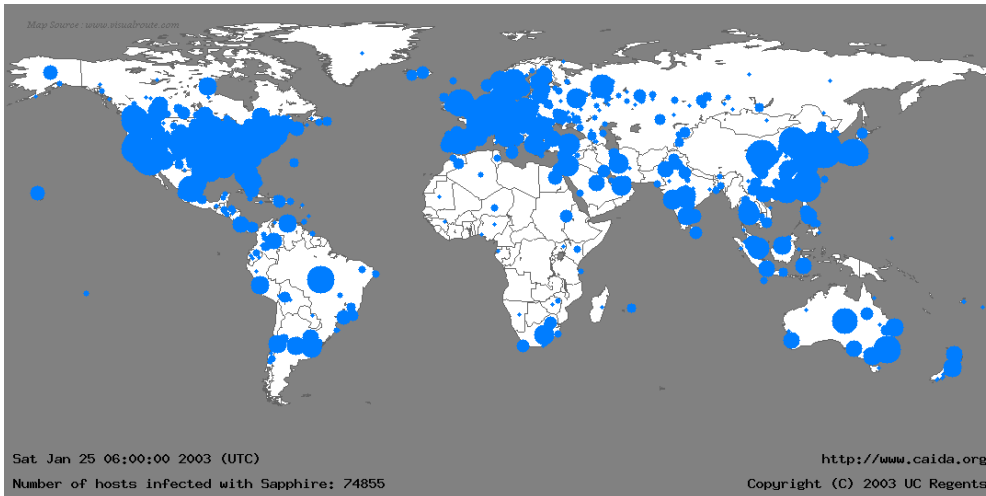 Map Source : www.visualroute.com
Sat Jan 25 06:00:00 2003 (UTC)
http://www.caida.org
Number of hosts infected with Sapphire: 74855
Copyright (C) 2003 UC Regents